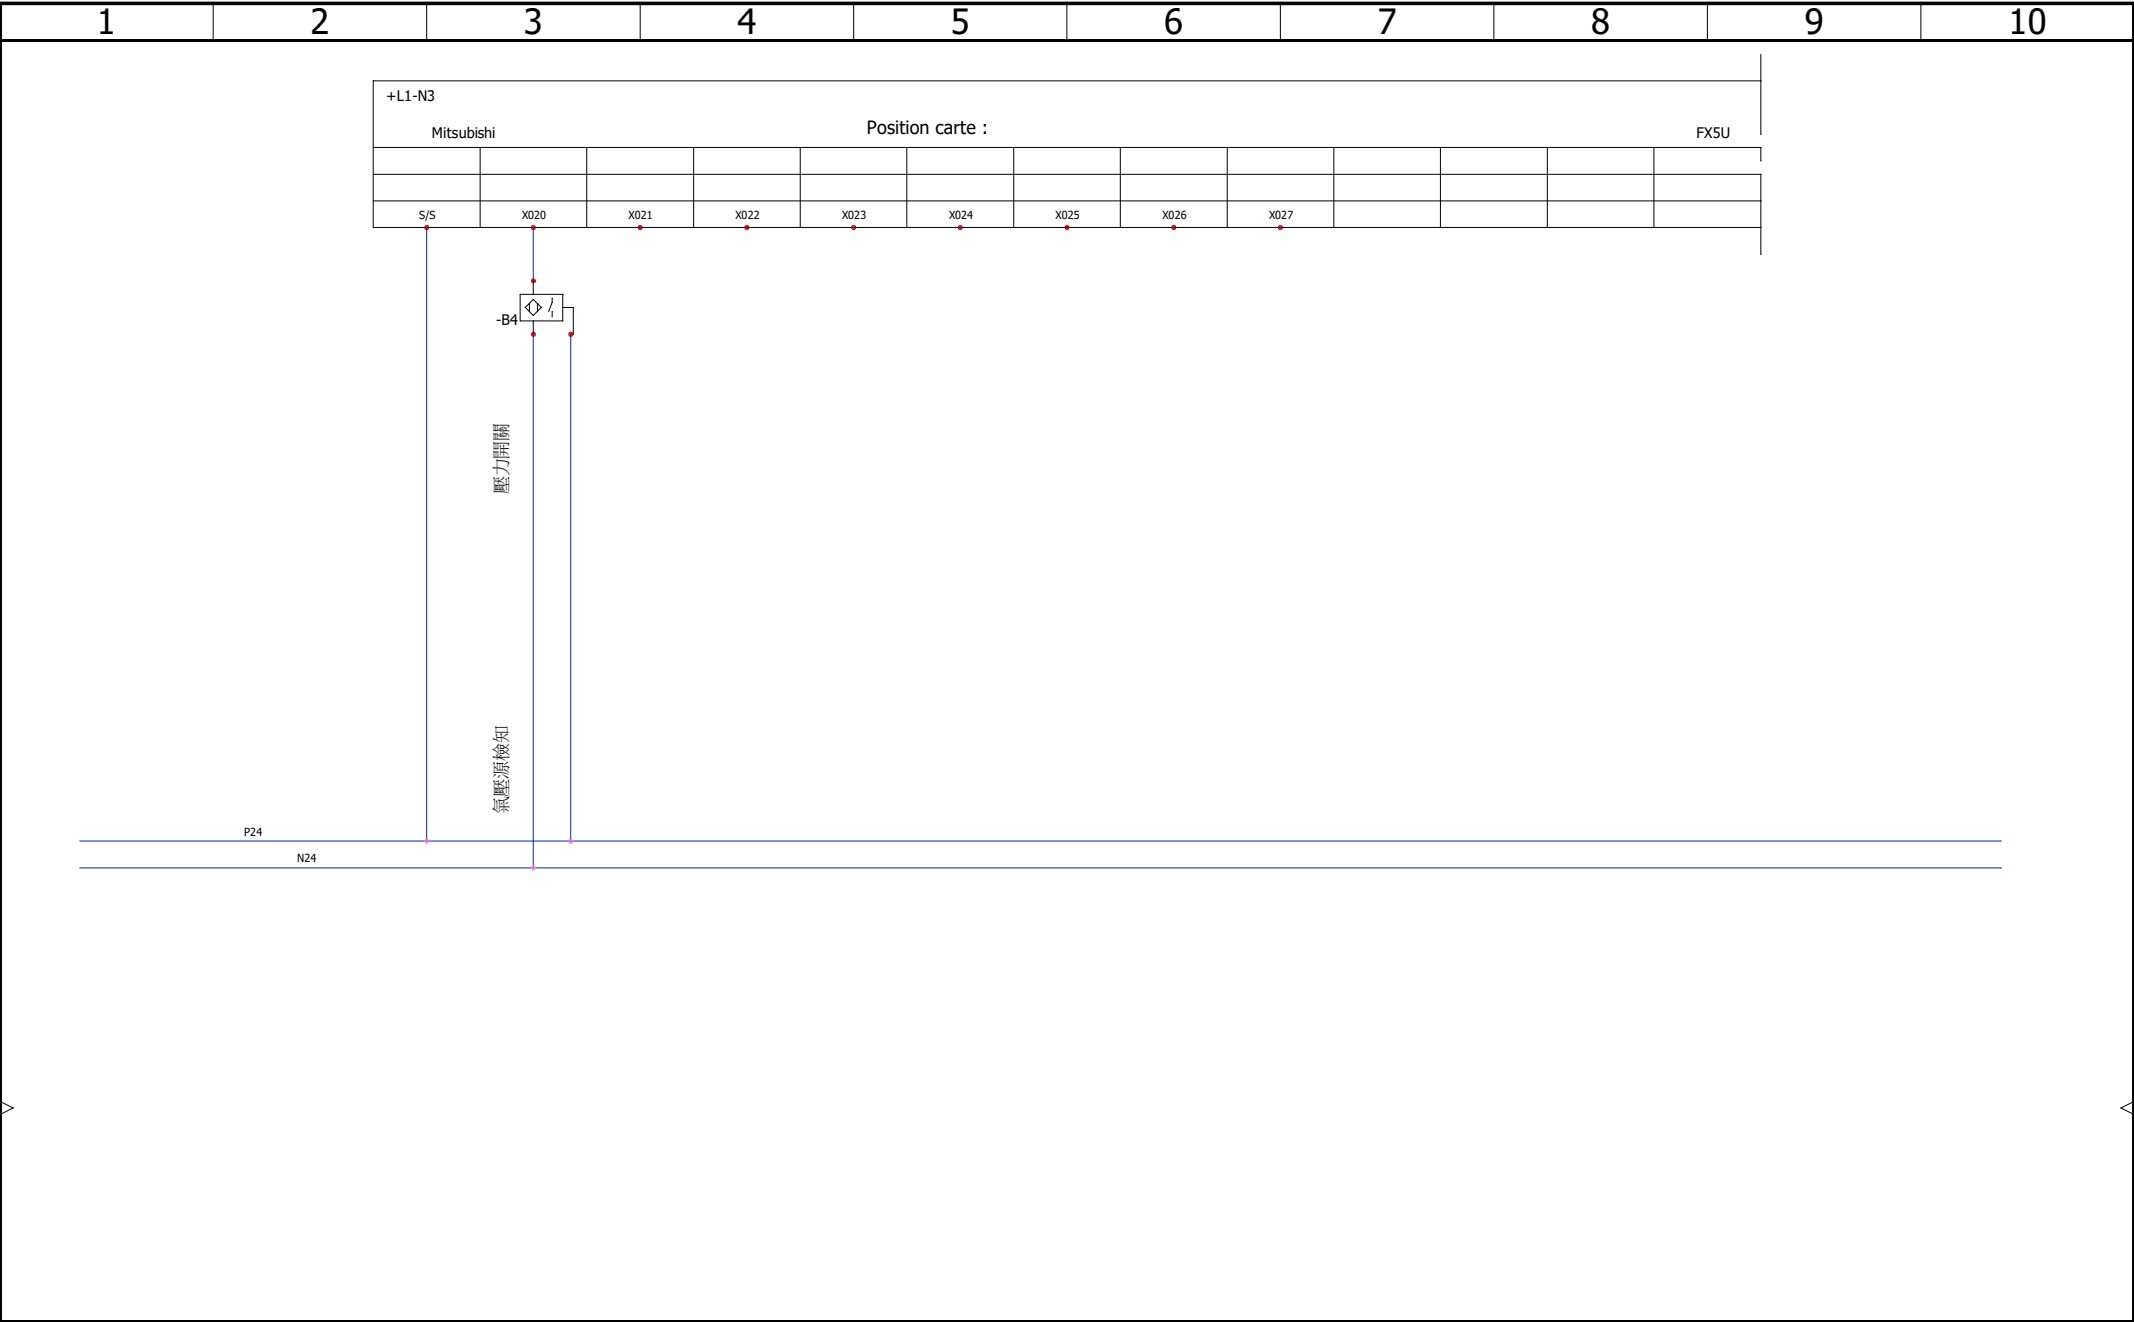 1 2 3 4 5 6 7 8 9 10
+L1-N3
Mitsubishi Position carte : FX5U
S/S X020 X021 X022 X023 X024 X025 X026 X027
-B4
壓力開關
氣壓源檢知
P24
N24